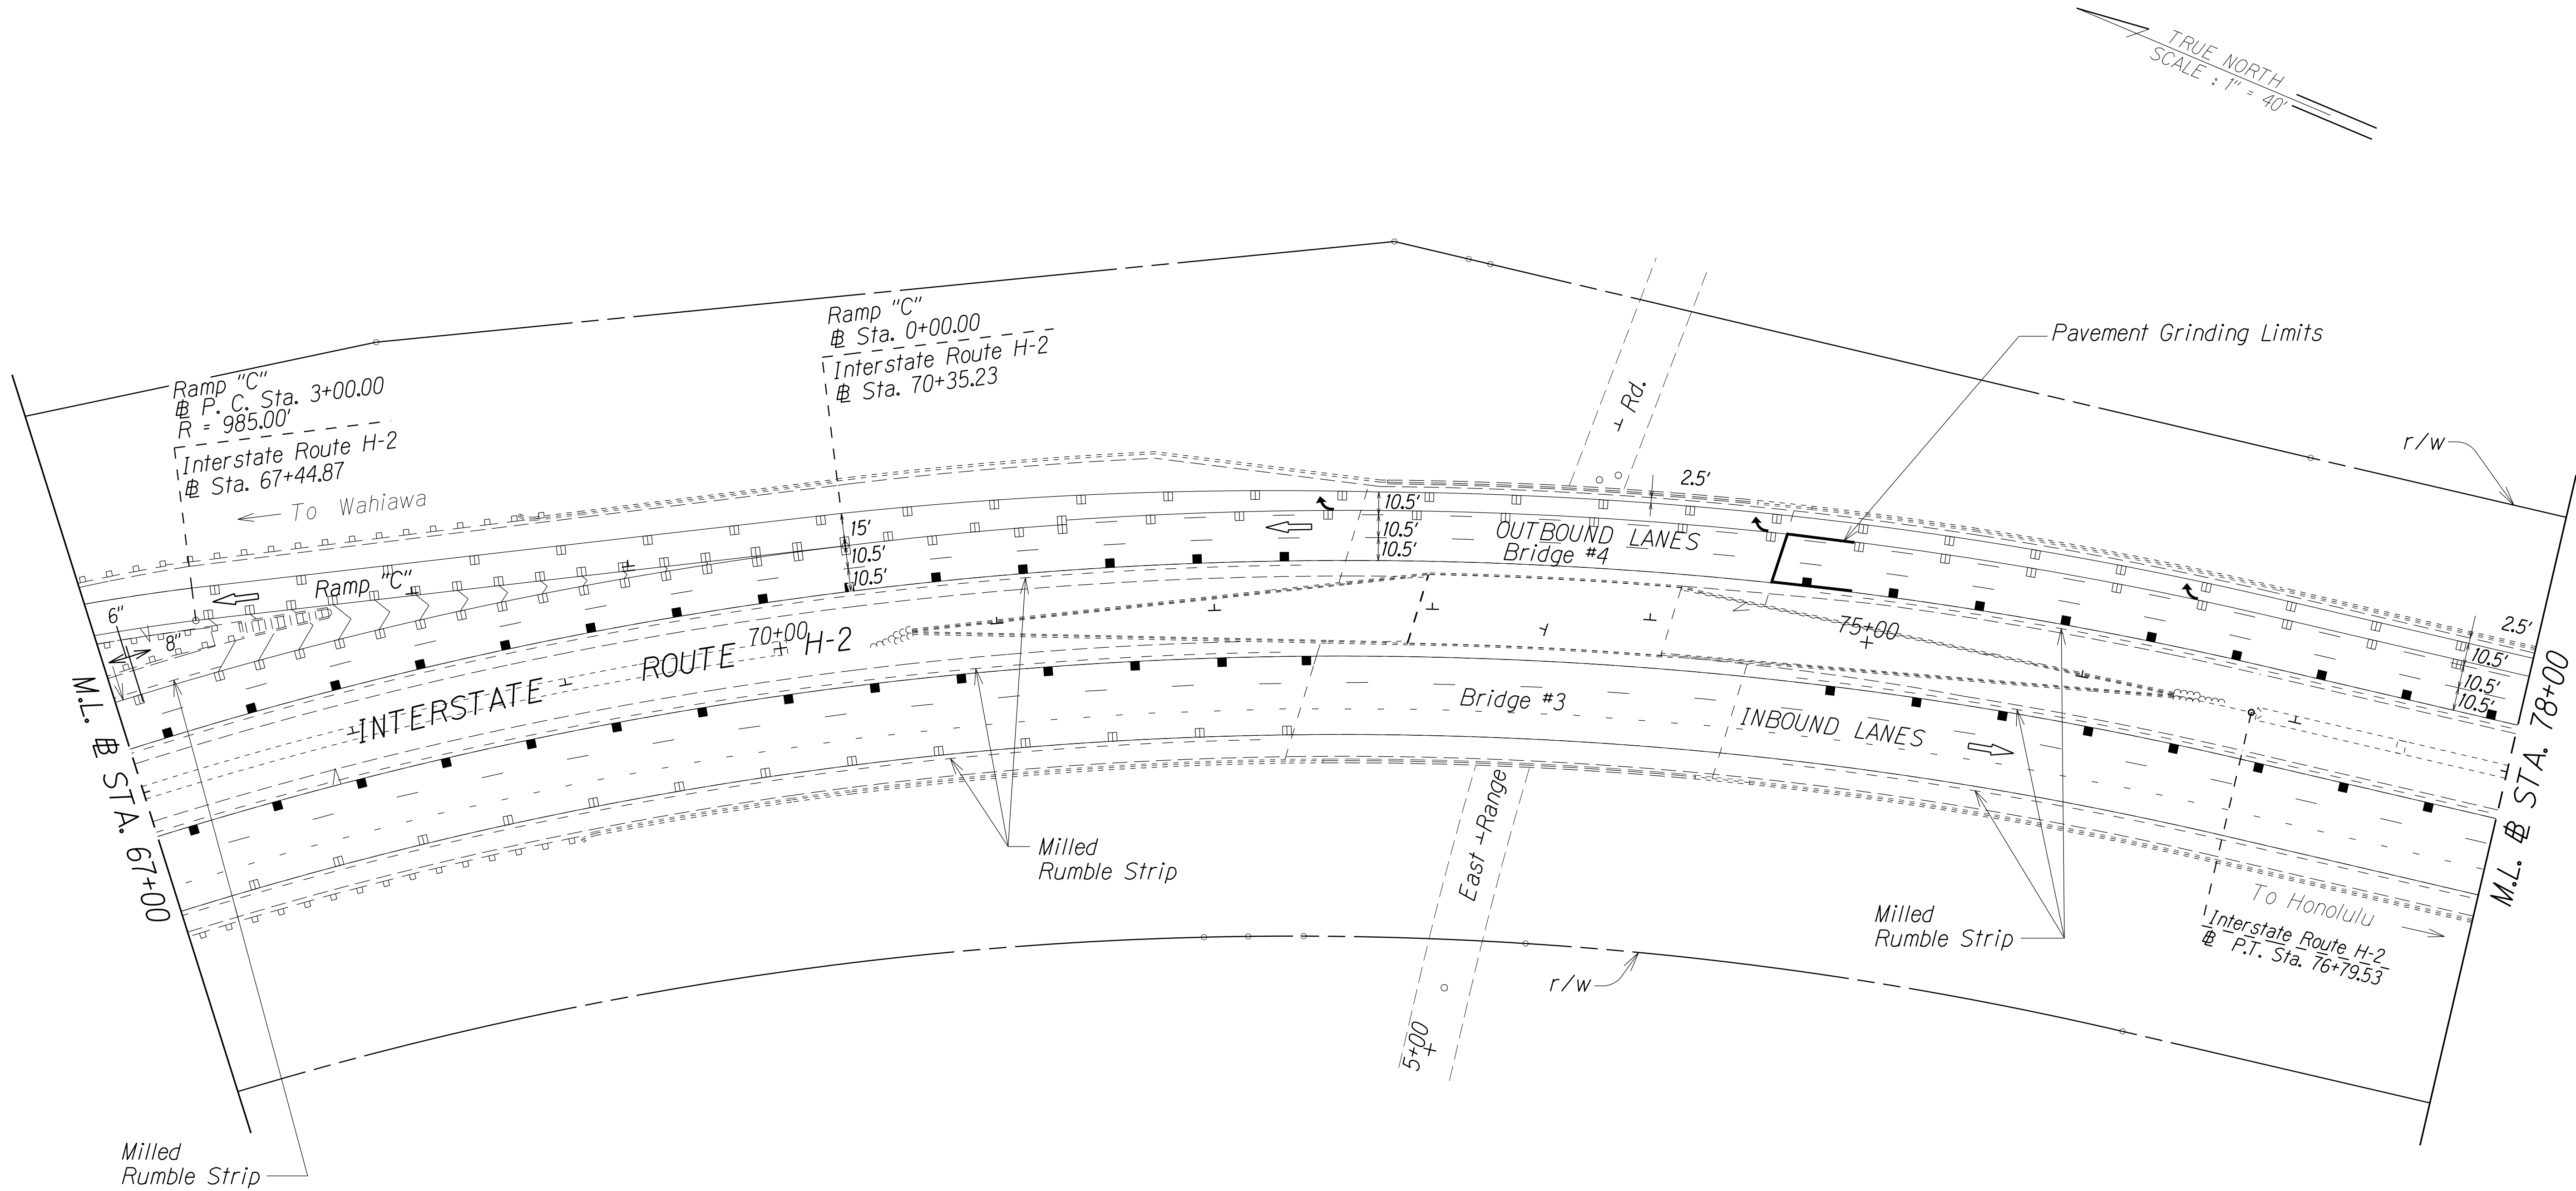 TRUE NORTH
SCALE : 1" = 40'
Ramp "C"
℄ Sta. 0+00.00
Interstate Route H-2
℄ Sta. 70+35.23
Pavement Grinding Limits
Ramp "C"
℄ P. C. Sta. 3+00.00
R = 985.00'
Interstate Route H-2
℄ Sta. 67+44.87
To Wahiawa
Rd.
r/w
2.5'
15'
10.5'
10.5'
10.5'
10.5'
10.5'
OUTBOUND LANES
Bridge #4
Ramp "C"
6"
8"
2.5'
10.5'
10.5'
10.5'
INTERSTATE ROUTE H-2
70+00
75+00
Bridge #3
INBOUND LANES
M.L. ℄ STA. 67+00
M.L. ℄ STA. 78+00
East Range
Milled
Rumble Strip
Milled
Rumble Strip
To Honolulu
Interstate Route H-2
℄ P.T. Sta. 76+79.53
r/w
5+00
Milled
Rumble Strip